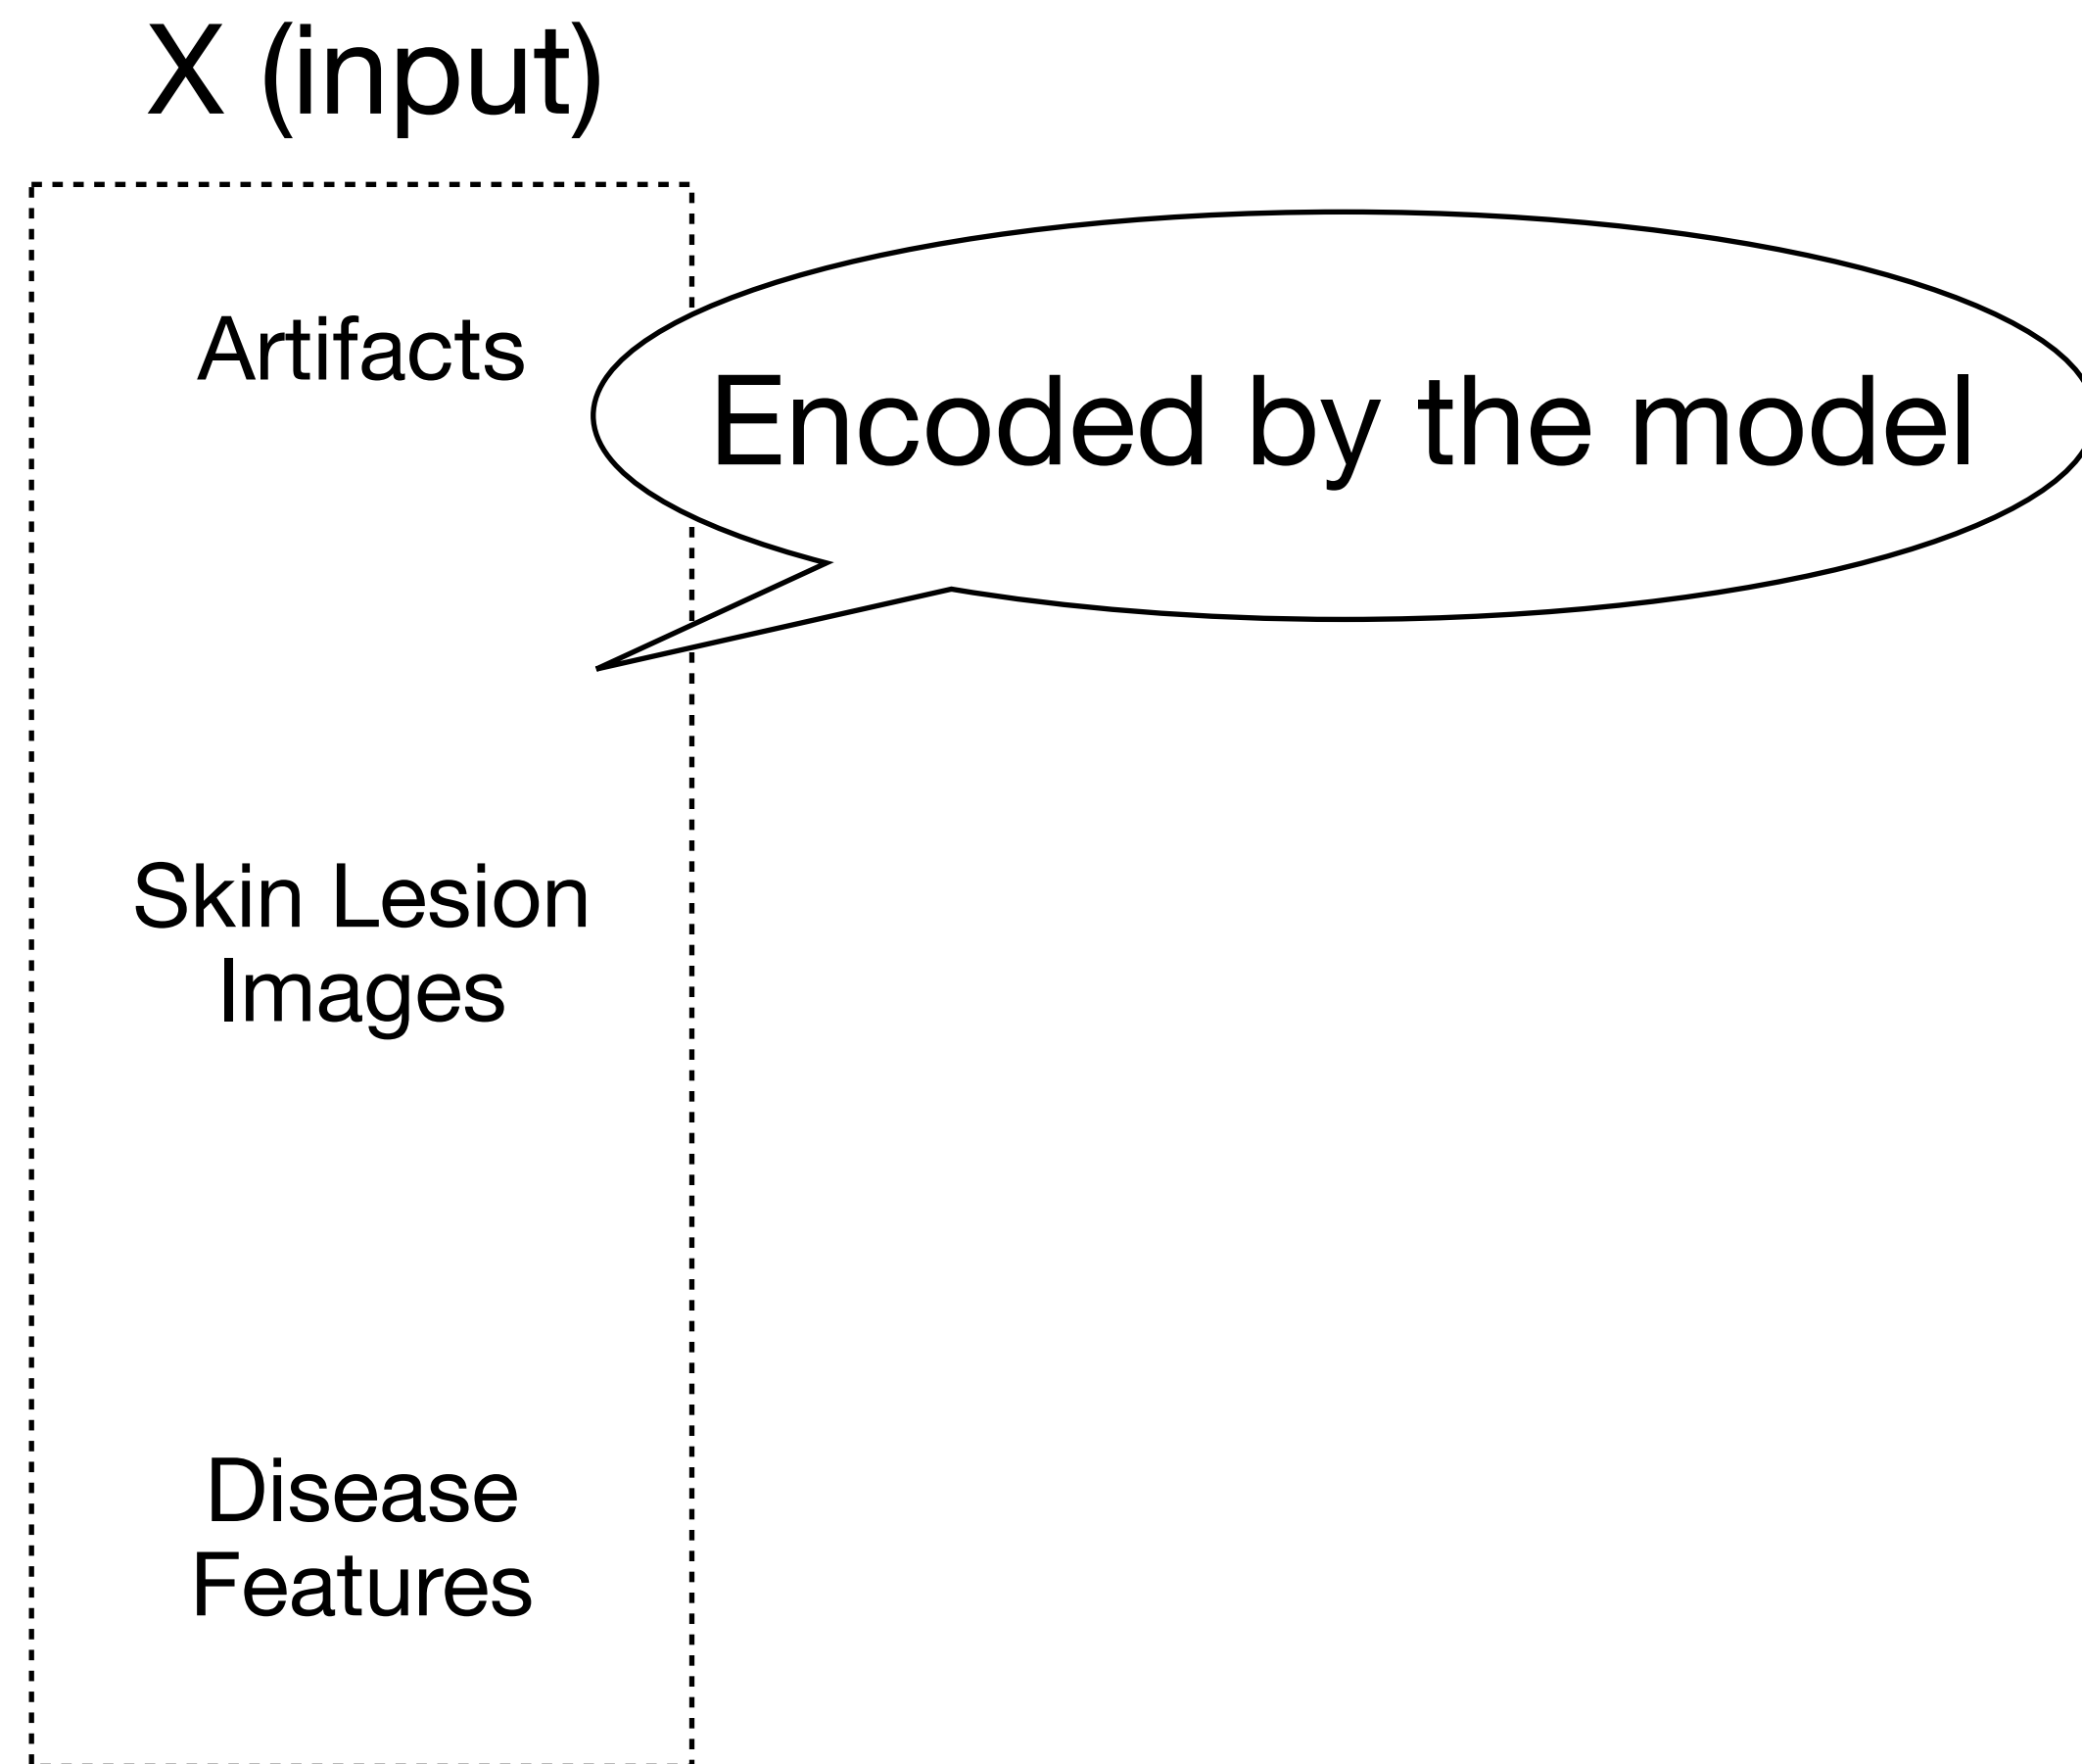 X (input)
Artifacts
Encoded by the model
Skin Lesion
Images
Disease
Features